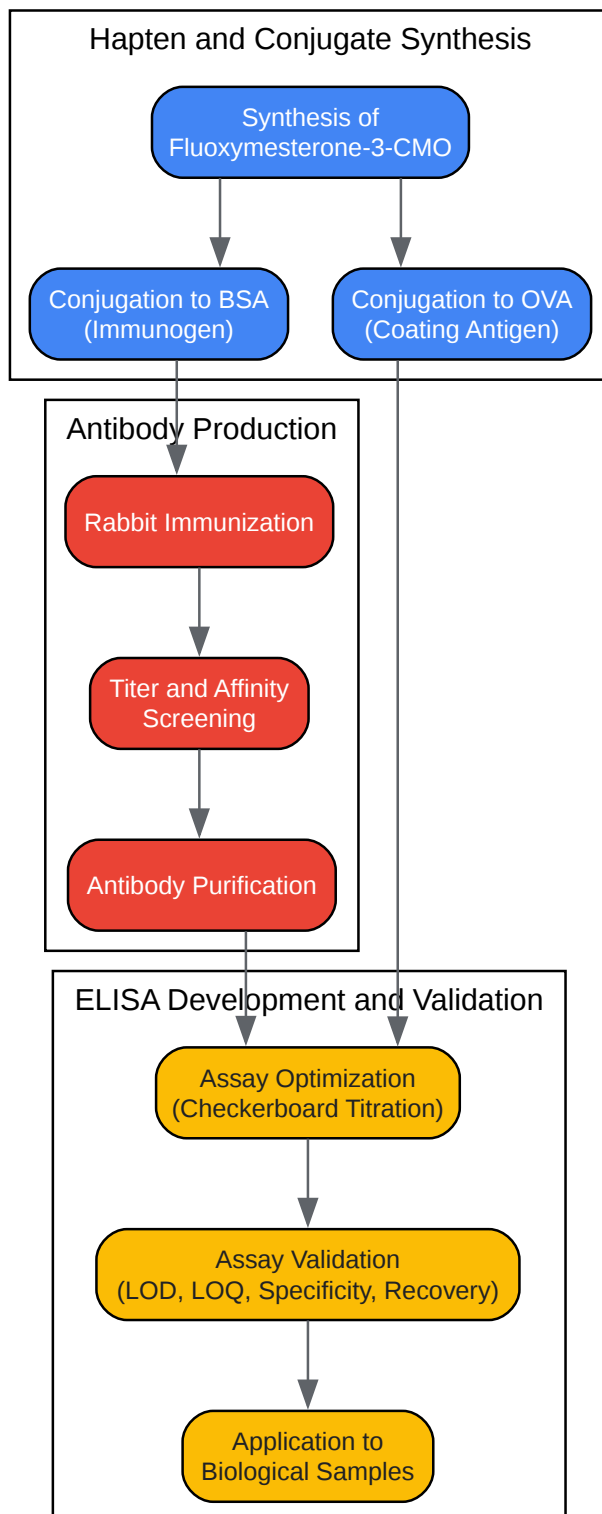 Hapten and Conjugate Synthesis
Synthesis of
Fluoxymesterone-3-CMO
Conjugation to BSA
(Immunogen)
Conjugation to OVA
(Coating Antigen)
Antibody Production
Rabbit Immunization
Titer and Affinity
Screening
Antibody Purification
ELISA Development and Validation
Assay Optimization
(Checkerboard Titration)
Assay Validation
(LOD, LOQ, Specificity, Recovery)
Application to
Biological Samples